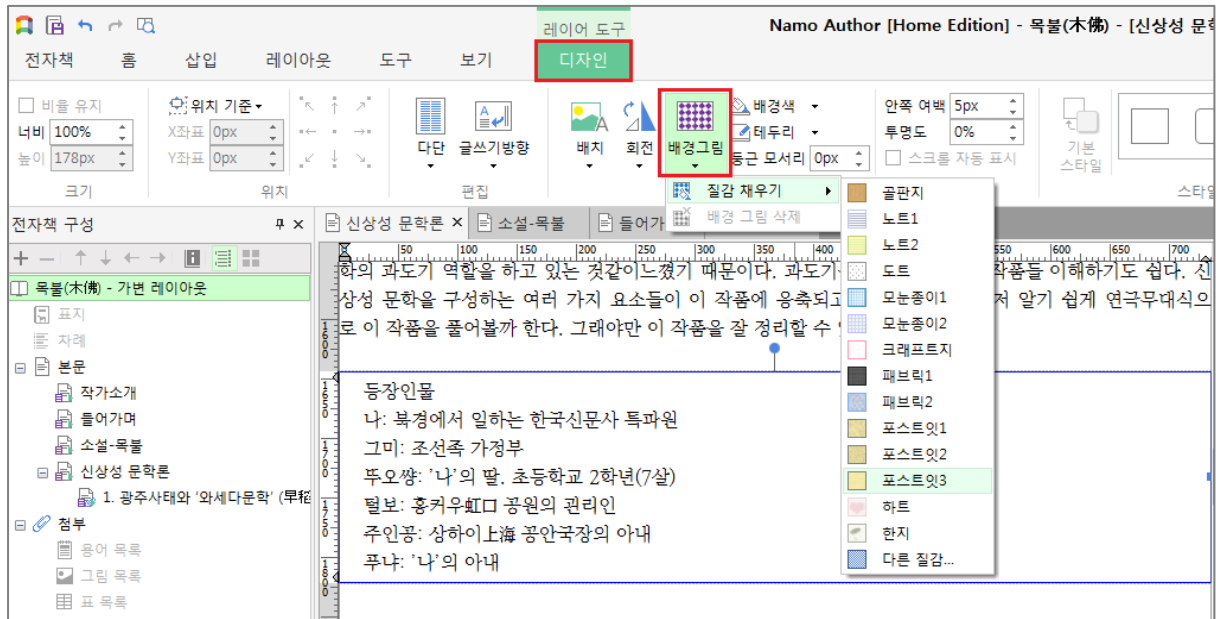 레이어 도구
Namo Author [Home Edition] - 목불(木佛) - [신상성 문학
전자책 홈 삽입 레이아웃 도구 보기 디자인
비율 유지
너비 100%
높이 178px
크기
위치 기준
X좌표 0px
Y좌표 0px
위치
다단 글쓰기방향
편집
배치 회전 배경그림
배경색
테두리
둥근 모서리 0px
안쪽 여백 5px
투명도 0%
스크롤 자동 표시
기본
스타일
스타일
질감 채우기
배경 그림 삭제
골판지
노트1
노트2
도트
모눈종이1
모눈종이2
크래프트지
패브릭1
패브릭2
포스트잇1
포스트잇2
포스트잇3
하트
한지
다른 질감...
전자책 구성
목불(木佛) - 가변 레이아웃
표지
차례
본문
작가소개
들어가며
소설-목불
신상성 문학론
1. 광주사태와 '와세다문학' (早稻
첨부
용어 목록
그림 목록
표 목록
신상성 문학론 소설-목불 들어가
50 100 150 200 250 300 350 400 550 600 650 700
1600
1650
1700
1750
1800
학의 과도기 역할을 하고 있는 것같이느꼈기 때문이다. 과도기 작품들 이해하기도 쉽다. 신
상성 문학을 구성하는 여러 가지 요소들이 이 작품에 응축되고 저 알기 쉽게 연극무대식으
로 이 작품을 풀어볼까 한다. 그래야만 이 작품을 잘 정리할 수
등장인물
나: 북경에서 일하는 한국신문사 특파원
그미: 조선족 가정부
뚜오썅: '나'의 딸. 초등학교 2학년(7살)
털보: 홍커우虹口 공원의 관리인
주인공: 상하이上海 공안국장의 아내
푸냐: '나'의 아내